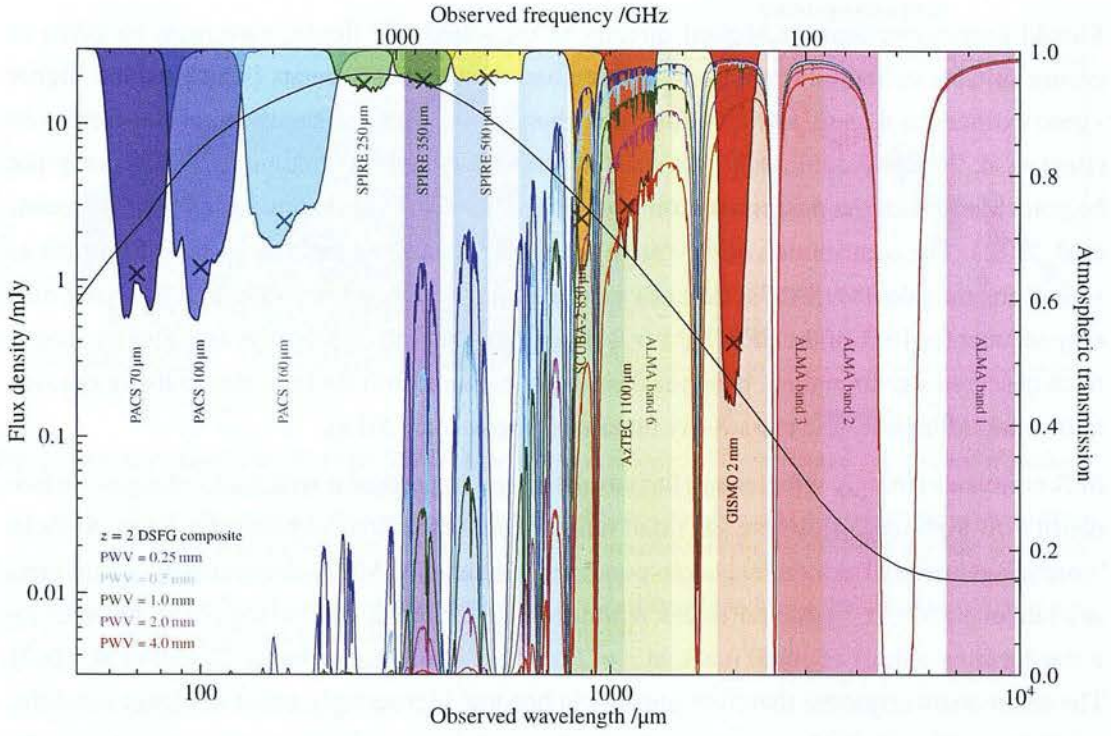 Observed frequency /GHz
1000
100
10
1
0.1
0.01
Flux density /mJy
1.0
0.8
0.6
0.4
0.2
0.0
Atmospheric transmission
PACS 70 µm
PACS 100 µm
PACS 160 µm
SPIRE 250 µm
SPIRE 350 µm
SPIRE 500 µm
SCUBA-2 850 µm
AzTEC 1100 µm
ALMA band 6
GISMO 2 mm
ALMA band 3
ALMA band 2
ALMA band 1
z = 2 DSFG composite
PWV = 0.25 mm
PWV = 0.5 mm
PWV = 1.0 mm
PWV = 2.0 mm
PWV = 4.0 mm
100
1000
10⁴
Observed wavelength /µm